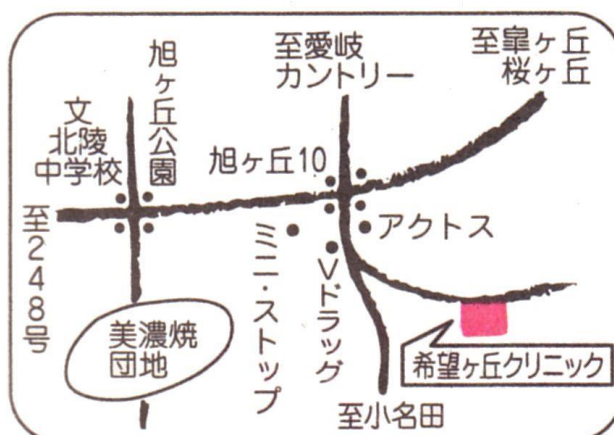 旭ヶ丘公園
文
北陵
中学校
至愛岐
カントリー
至皐ヶ丘
桜ヶ丘
旭ヶ丘10
至248号
アクトス
ミニ・ストップ
Vドラッグ
美濃焼
団地
希望ヶ丘クリニック
至小名田